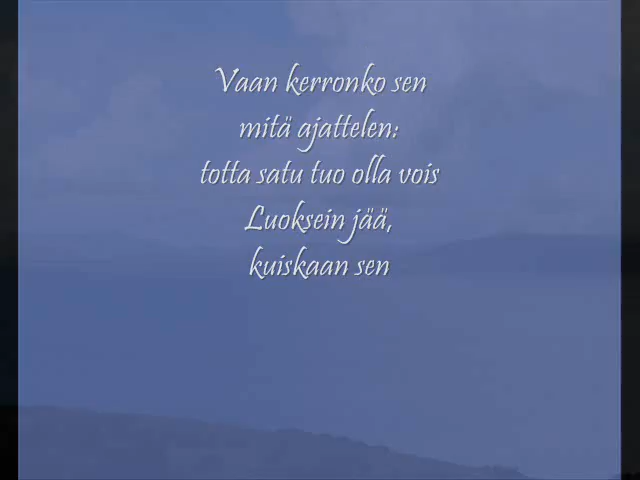 Vaan kerronko sen
mitä ajattelen:
totta satu tuo olla vois
Luoksein jää,
kuiskaan sen